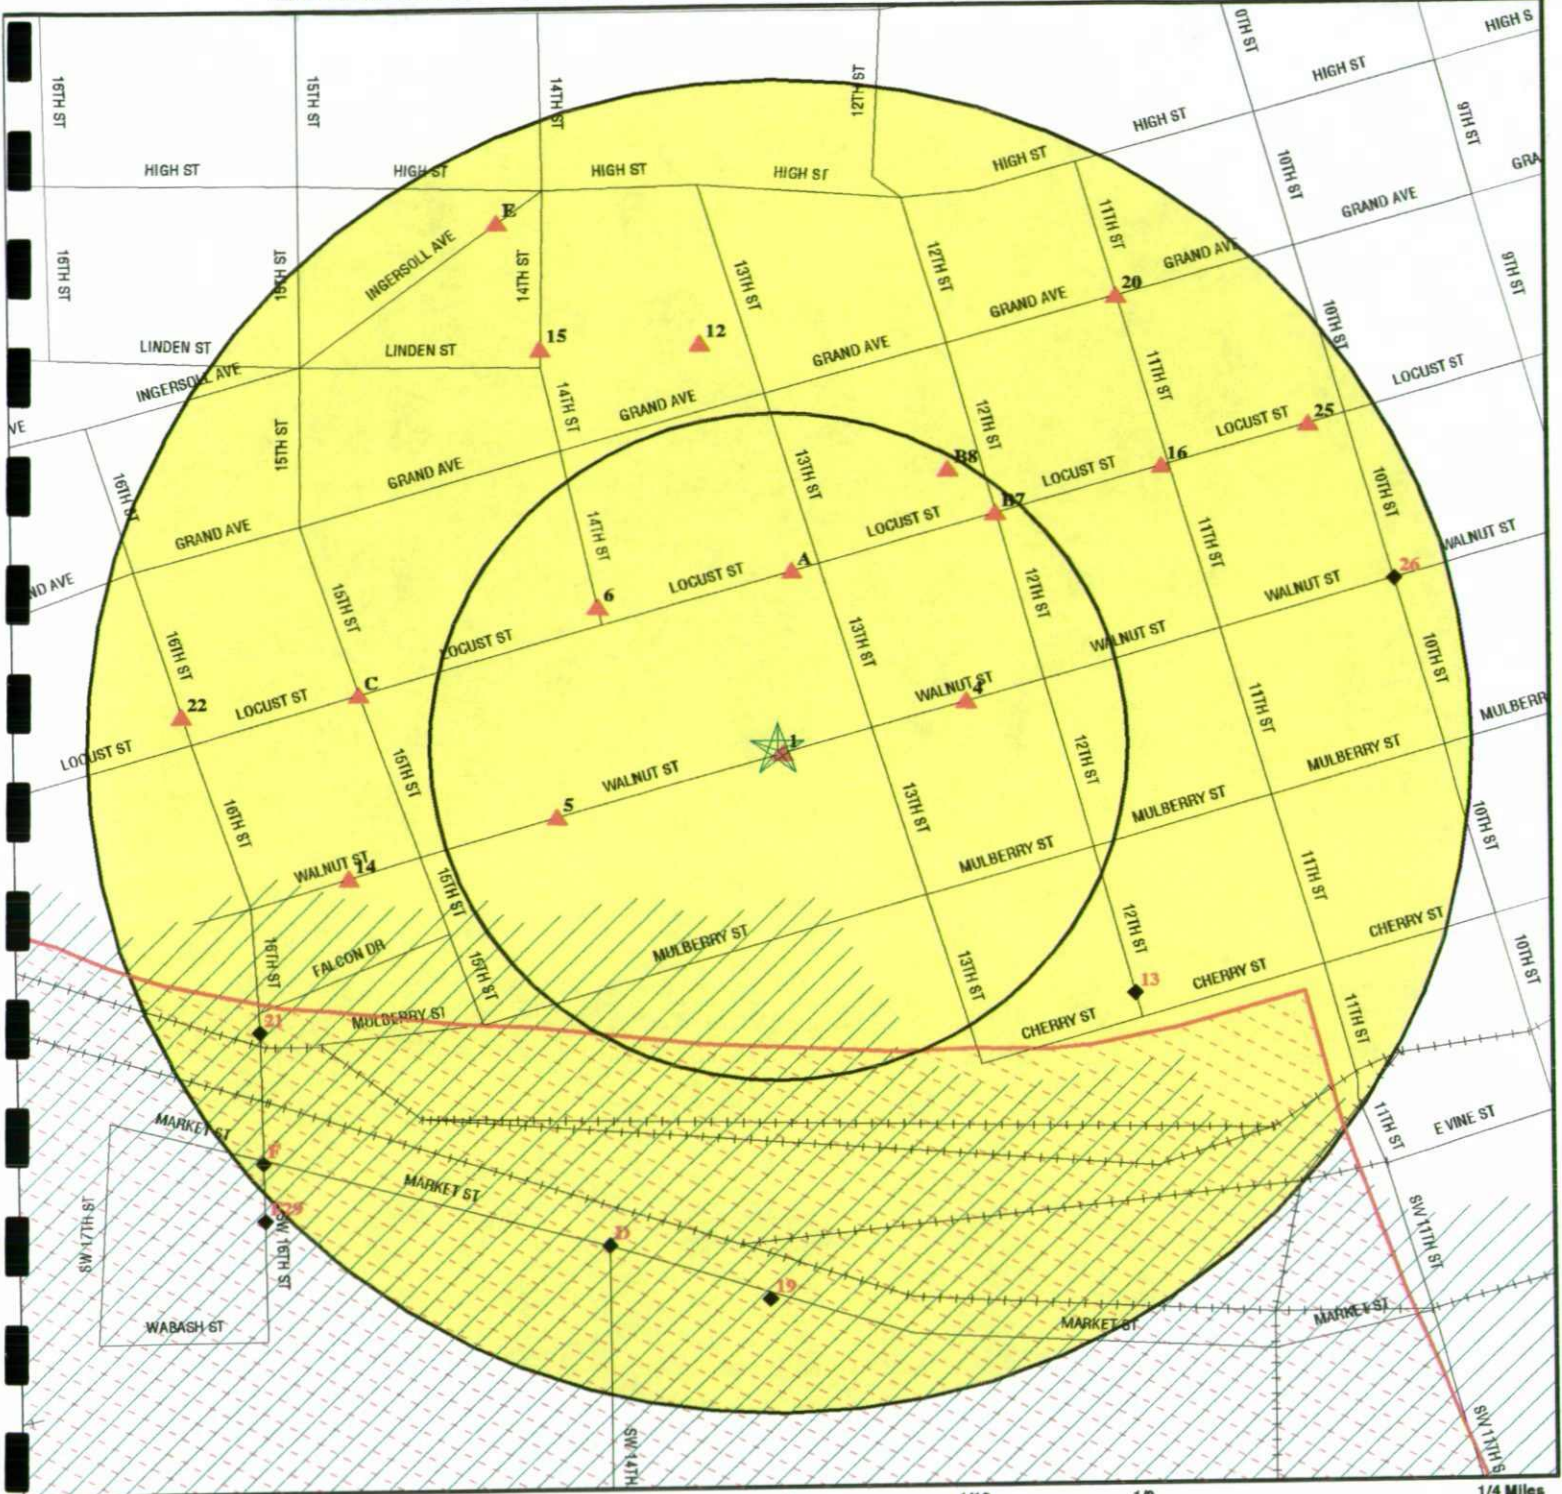 HIGH S
0TH ST
HIGH ST
16TH ST
15TH ST
14TH ST
12TH ST
9TH ST
HIGH ST
HIGH ST
HIGH ST
HIGH ST
HIGH ST
HIGH ST
10TH ST
GRA
GRAND AVE
11TH ST
E
INGERSOLL AVE
16TH ST
15TH ST
14TH ST
13TH ST
12TH ST
GRAND AVE
9TH ST
20
GRAND AVE
10TH ST
15
12
LINDEN ST
LINDEN ST
GRAND AVE
INGERSOLL AVE
11TH ST
LOCUST ST
VE
14TH ST
GRAND AVE
12TH ST
LOCUST ST
25
15TH ST
GRAND AVE
13TH ST
B8
LOCUST ST
16
16TH ST
B7
10TH ST
GRAND AVE
14TH ST
LOCUST ST
11TH ST
WALNUT ST
ND AVE
LOCUST ST
A
12TH ST
WALNUT ST
26
15TH ST
6
LOCUST ST
13TH ST
WALNUT ST
16TH ST
10TH ST
C
WALNUT ST
4
22
LOCUST ST
11TH ST
MULBERR
LOCUST ST
1
12TH ST
MULBERRY ST
15TH ST
WALNUT ST
16TH ST
5
13TH ST
MULBERRY ST
10TH ST
WALNUT ST
14
MULBERRY ST
11TH ST
15TH ST
12TH ST
CHERRY ST
16TH ST
FALCON DR
MULBERRY ST
10TH ST
15TH ST
13TH ST
13
CHERRY ST
21
MULBERRY ST
CHERRY ST
11TH ST
MARKET ST
11TH ST
E VINE ST
F
MARKET ST
SW 17TH ST
SW 16TH ST
SW 11TH ST
D
19
WABASH ST
MARKET ST
MARKET ST
SW 14TH
SW 11TH S
1/4 Miles